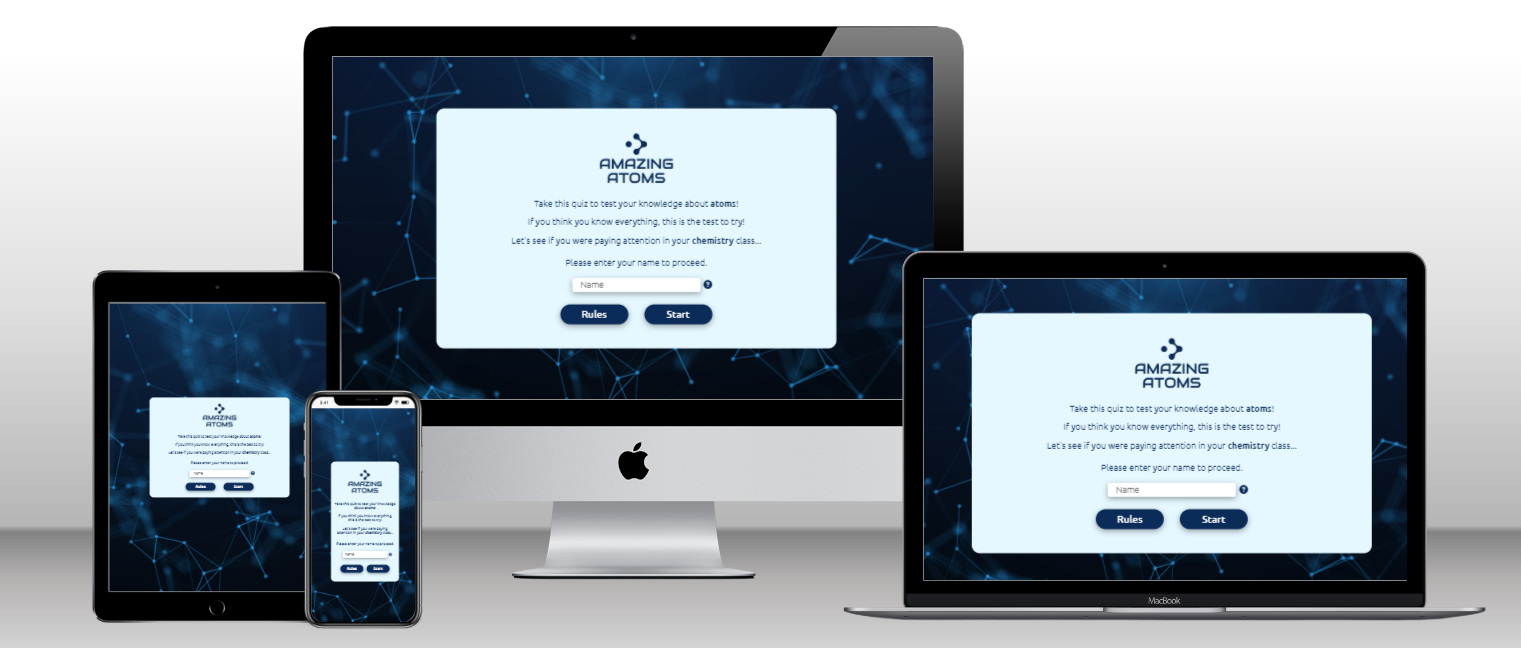 AMAZING
ATOMS
Take this quiz to test your knowledge about atoms!
If you think you know everything, this is the test to try!
Let's see if you were paying attention in your chemistry class...
Please enter your name to proceed.
Name
Rules
Start
AMAZING
ATOMS
Take this quiz to test your knowledge about atoms!
If you think you know everything, this is the test to try!
Let's see if you were paying attention in your chemistry class...
Please enter your name to proceed.
Name
Rules
Start
9:41
AMAZING
ATOMS
Take this quiz to test your knowledge
about atoms!
If you think you know everything,
this is the test to try!
Let's see if you were paying
attention in your chemistry class...
Please enter your name to proceed.
Name
Rules
Start
AMAZING
ATOMS
Take this quiz to test your knowledge about atoms!
If you think you know everything, this is the test to try!
Let's see if you were paying attention in your chemistry class...
Please enter your name to proceed.
Name
Rules
Start
MacBook